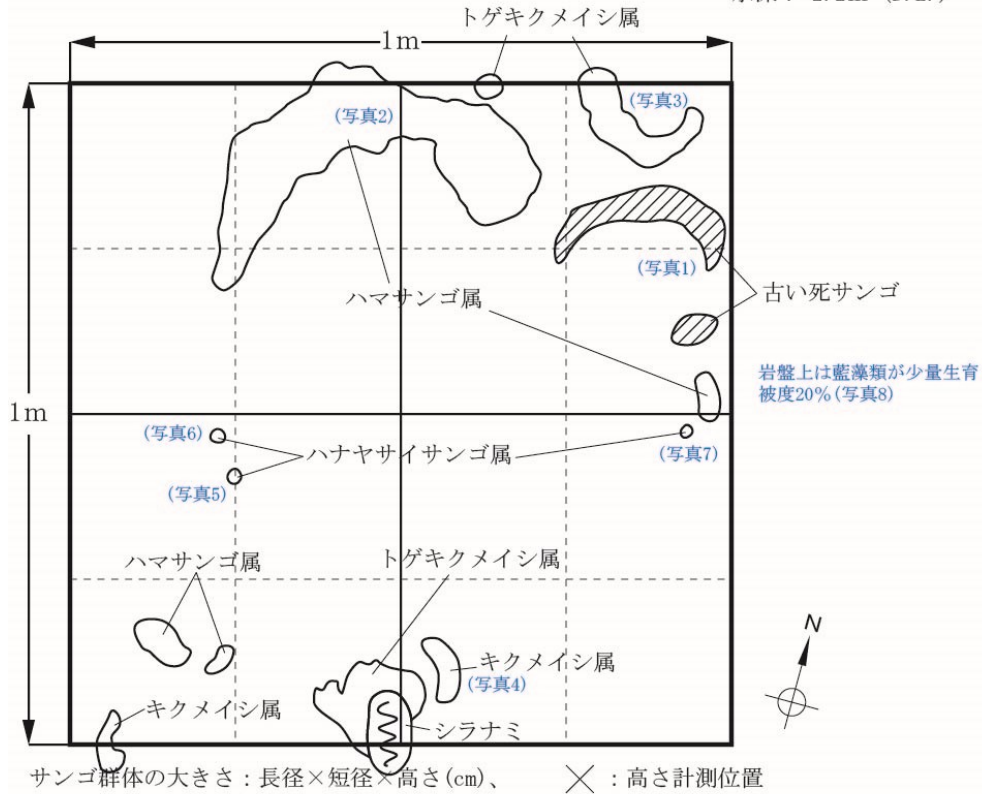 トゲキクメイシ属
1m
(写真3)
(写真2)
(写真1)
ハマサンゴ属
古い死サンゴ
岩盤上は藍藻類が少量生育
被度20%(写真8)
1m
(写真6)
ハナヤサイサンゴ属
(写真7)
(写真5)
ハマサンゴ属
トゲキクメイシ属
N
キクメイシ属
(写真4)
キクメイシ属
シラナミ
サンゴ群体の大きさ:長径×短径×高さ(cm)、 ╳ :高さ計測位置